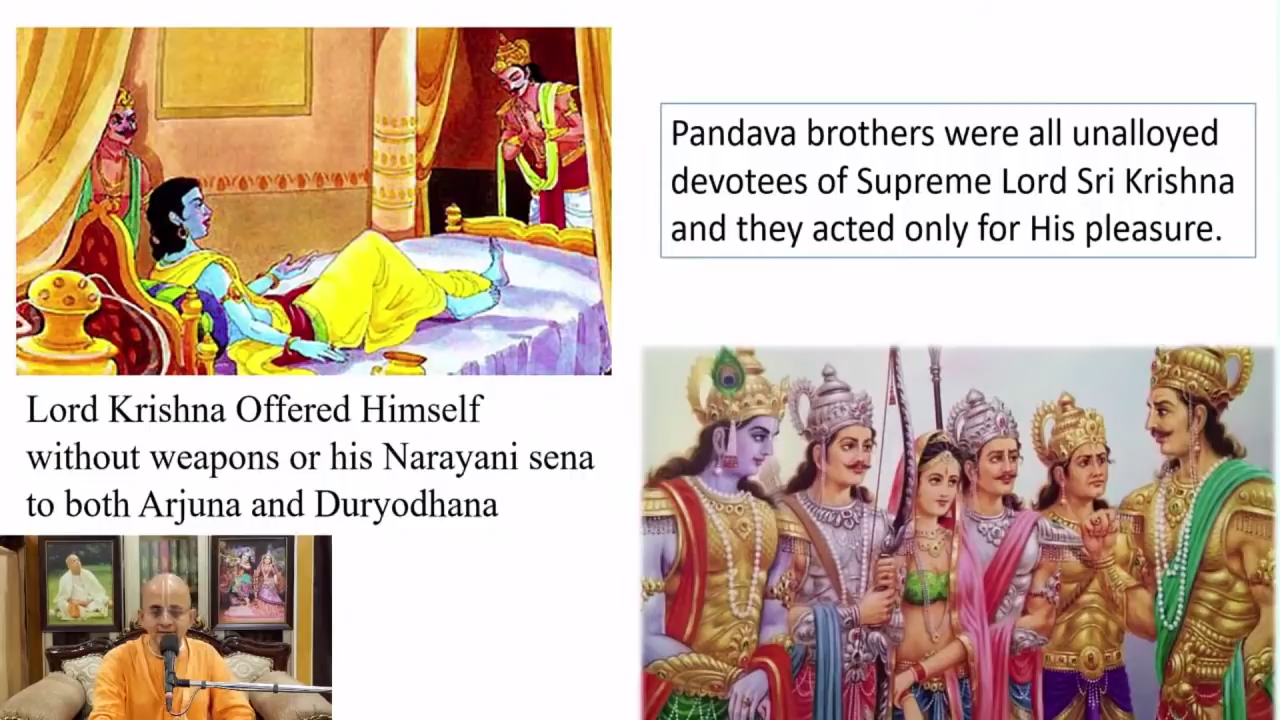 Pandava brothers were all unalloyed
devotees of Supreme Lord Sri Krishna
and they acted only for His pleasure.
Lord Krishna Offered Himself
without weapons or his Narayani sena
to both Arjuna and Duryodhana